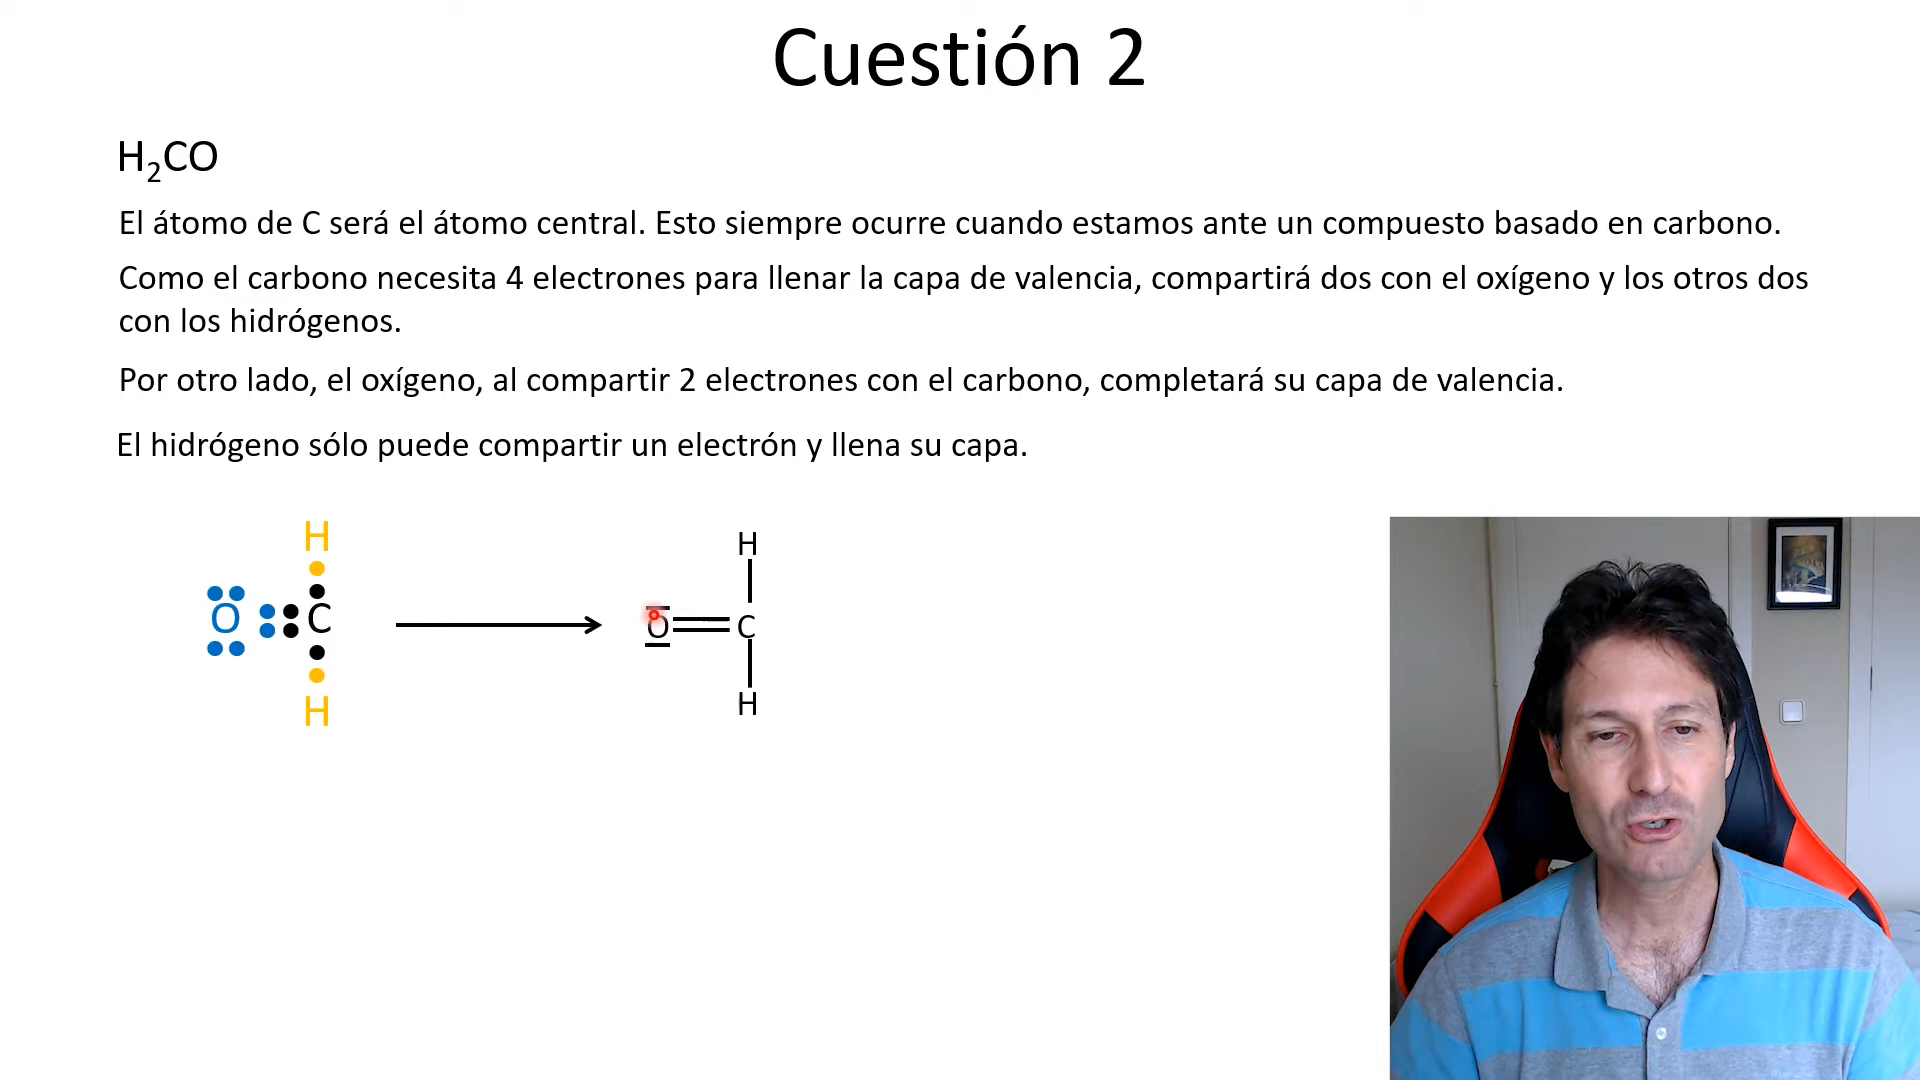 Cuestión 2
H₂CO
El átomo de C será el átomo central. Esto siempre ocurre cuando estamos ante un compuesto basado en carbono.
Como el carbono necesita 4 electrones para llenar la capa de valencia, compartirá dos con el oxígeno y los otros dos
con los hidrógenos.
Por otro lado, el oxígeno, al compartir 2 electrones con el carbono, completará su capa de valencia.
El hidrógeno sólo puede compartir un electrón y llena su capa.
H
O C
H
H
O C
H